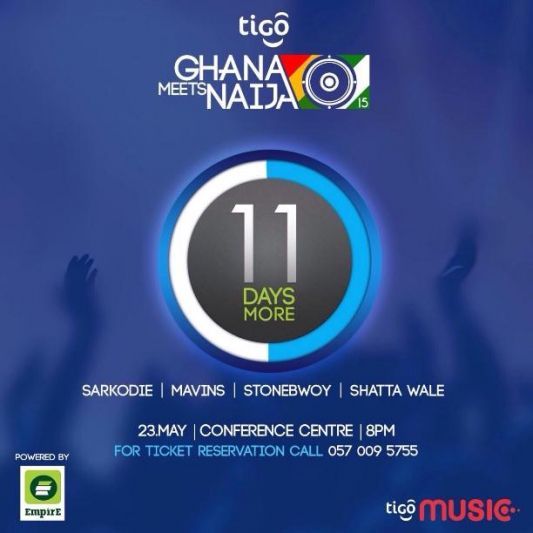 tiGO
GHANA
MEETS NAIJA 15
11
DAYS
MORE
SARKODIE | MAVINS | STONEBWOY | SHATTA WALE
23.MAY | CONFERENCE CENTRE | 8PM
FOR TICKET RESERVATION CALL 057 009 5755
POWERED BY
EmpirE
tiGO MUSIC